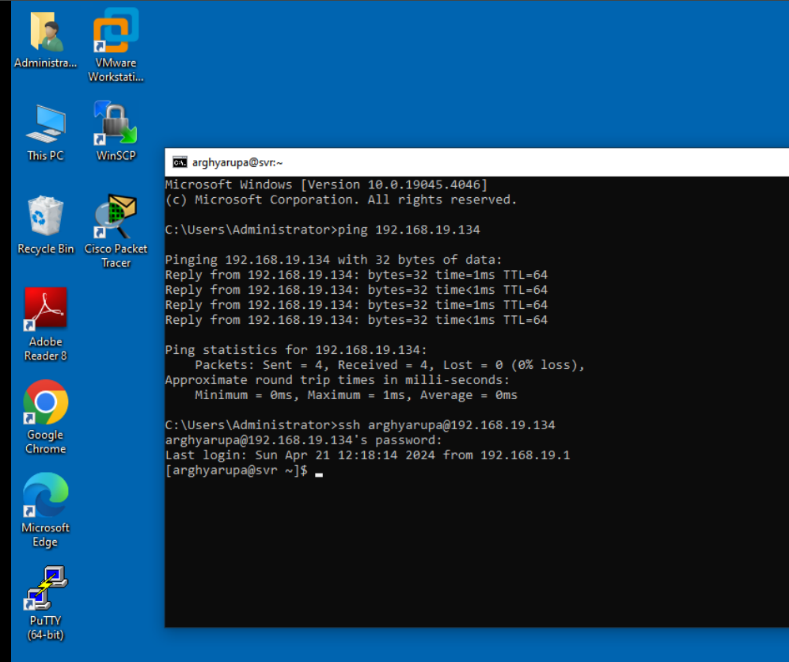 Administra...
VMware
Workstati...
This PC
WinSCP
Recycle Bin
Cisco Packet
Tracer
Adobe
Reader 8
Google
Chrome
Microsoft
Edge
PuTTY
(64-bit)
arghyarupa@svr:~
Microsoft Windows [Version 10.0.19045.4046]
(c) Microsoft Corporation. All rights reserved.
C:\Users\Administrator>ping 192.168.19.134
Pinging 192.168.19.134 with 32 bytes of data:
Reply from 192.168.19.134: bytes=32 time=1ms TTL=64
Reply from 192.168.19.134: bytes=32 time<1ms TTL=64
Reply from 192.168.19.134: bytes=32 time=1ms TTL=64
Reply from 192.168.19.134: bytes=32 time<1ms TTL=64
Ping statistics for 192.168.19.134:
    Packets: Sent = 4, Received = 4, Lost = 0 (0% loss),
Approximate round trip times in milli-seconds:
    Minimum = 0ms, Maximum = 1ms, Average = 0ms
C:\Users\Administrator>ssh arghyarupa@192.168.19.134
arghyarupa@192.168.19.134's password:
Last login: Sun Apr 21 12:18:14 2024 from 192.168.19.1
[arghyarupa@svr ~]$